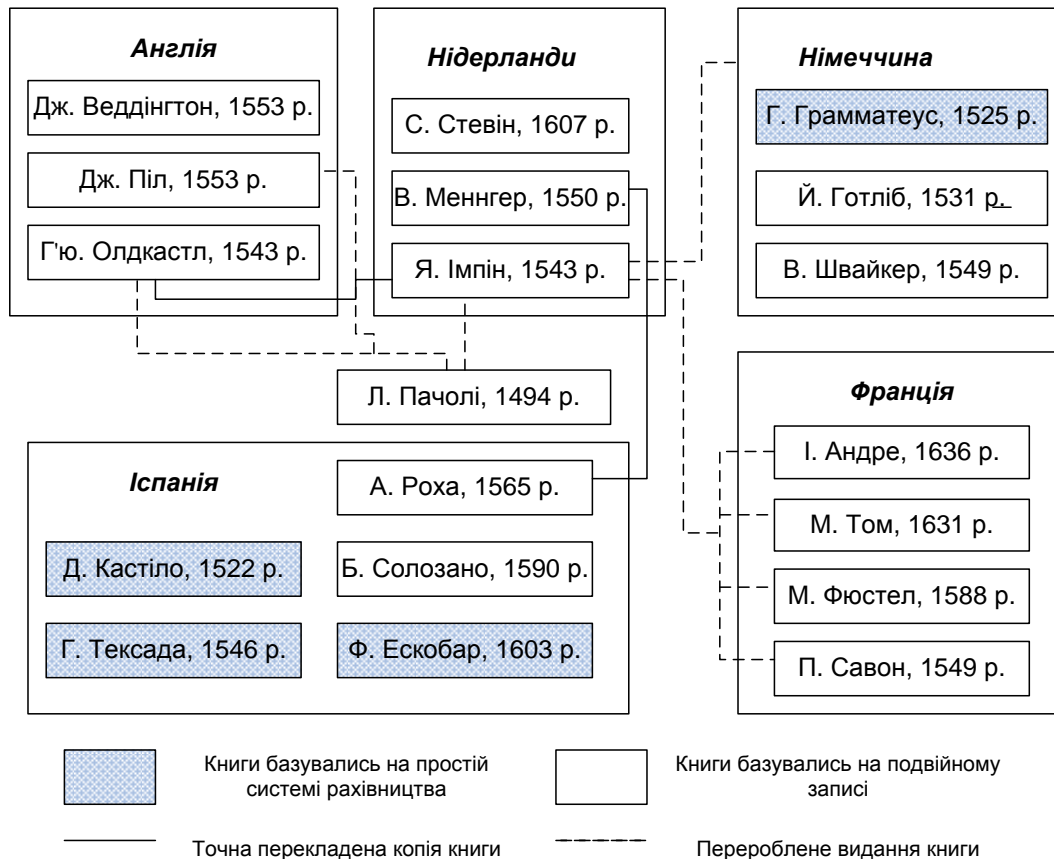 Англія
Дж. Веддінгтон, 1553 р.
Дж. Піл, 1553 р.
Г'ю. Олдкастл, 1543 р.
Нідерланди
С. Стевін, 1607 р.
В. Меннгер, 1550 р.
Я. Імпін, 1543 р.
Німеччина
Г. Грамматеус, 1525 р.
Й. Готліб, 1531 р.
В. Швайкер, 1549 р.
Л. Пачолі, 1494 р.
Іспанія
А. Роха, 1565 р.
Д. Кастіло, 1522 р.
Б. Солозано, 1590 р.
Г. Тексада, 1546 р.
Ф. Ескобар, 1603 р.
Франція
І. Андре, 1636 р.
М. Том, 1631 р.
М. Фюстел, 1588 р.
П. Савон, 1549 р.
Книги базувались на простій
системі рахівництва
Книги базувались на подвійному
записі
Точна перекладена копія книги
Перероблене видання книги